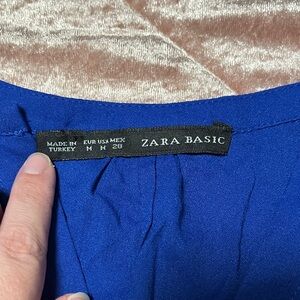 MADE IN TURKEY
EUR USA MEX
M M 28
ZARA BASIC